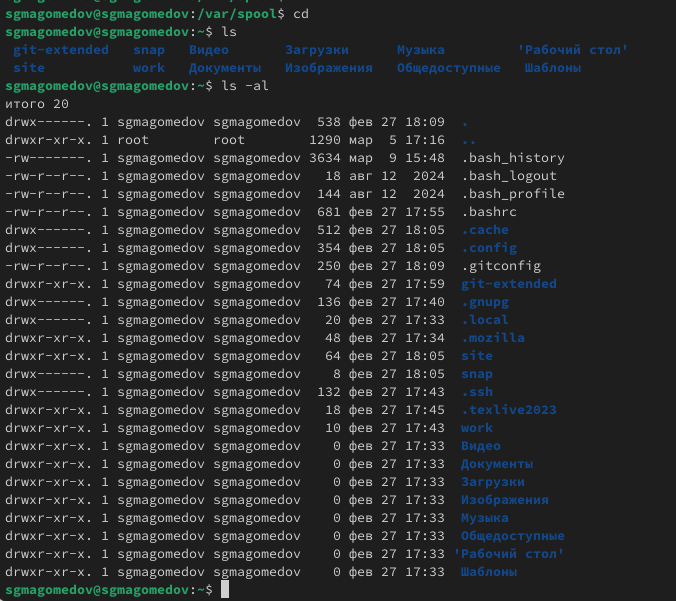 sgmagomedov@sgmagomedov:/var/spool$ cd
sgmagomedov@sgmagomedov:~$ ls
git-extended   snap   Видео       Загрузки      Музыка         'Рабочий стол'
site           work   Документы   Изображения   Общедоступные   Шаблоны
sgmagomedov@sgmagomedov:~$ ls -al
итого 20
drwx------. 1 sgmagomedov sgmagomedov  538 фев 27 18:09  .
drwxr-xr-x. 1 root        root        1290 мар  5 17:16  ..
-rw-------. 1 sgmagomedov sgmagomedov 3634 мар  9 15:48  .bash_history
-rw-r--r--. 1 sgmagomedov sgmagomedov   18 авг 12  2024  .bash_logout
-rw-r--r--. 1 sgmagomedov sgmagomedov  144 авг 12  2024  .bash_profile
-rw-r--r--. 1 sgmagomedov sgmagomedov  681 фев 27 17:55  .bashrc
drwx------. 1 sgmagomedov sgmagomedov  512 фев 27 18:05  .cache
drwx------. 1 sgmagomedov sgmagomedov  354 фев 27 18:05  .config
-rw-r--r--. 1 sgmagomedov sgmagomedov  250 фев 27 18:09  .gitconfig
drwxr-xr-x. 1 sgmagomedov sgmagomedov   74 фев 27 17:59  git-extended
drwx------. 1 sgmagomedov sgmagomedov  136 фев 27 17:40  .gnupg
drwx------. 1 sgmagomedov sgmagomedov   20 фев 27 17:33  .local
drwxr-xr-x. 1 sgmagomedov sgmagomedov   48 фев 27 17:34  .mozilla
drwxr-xr-x. 1 sgmagomedov sgmagomedov   64 фев 27 18:05  site
drwx------. 1 sgmagomedov sgmagomedov    8 фев 27 18:05  snap
drwx------. 1 sgmagomedov sgmagomedov  132 фев 27 17:43  .ssh
drwxr-xr-x. 1 sgmagomedov sgmagomedov   18 фев 27 17:45  .texlive2023
drwxr-xr-x. 1 sgmagomedov sgmagomedov   10 фев 27 17:43  work
drwxr-xr-x. 1 sgmagomedov sgmagomedov    0 фев 27 17:33  Видео
drwxr-xr-x. 1 sgmagomedov sgmagomedov    0 фев 27 17:33  Документы
drwxr-xr-x. 1 sgmagomedov sgmagomedov    0 фев 27 17:33  Загрузки
drwxr-xr-x. 1 sgmagomedov sgmagomedov    0 фев 27 17:33  Изображения
drwxr-xr-x. 1 sgmagomedov sgmagomedov    0 фев 27 17:33  Музыка
drwxr-xr-x. 1 sgmagomedov sgmagomedov    0 фев 27 17:33  Общедоступные
drwxr-xr-x. 1 sgmagomedov sgmagomedov    0 фев 27 17:33 'Рабочий стол'
drwxr-xr-x. 1 sgmagomedov sgmagomedov    0 фев 27 17:33  Шаблоны
sgmagomedov@sgmagomedov:~$